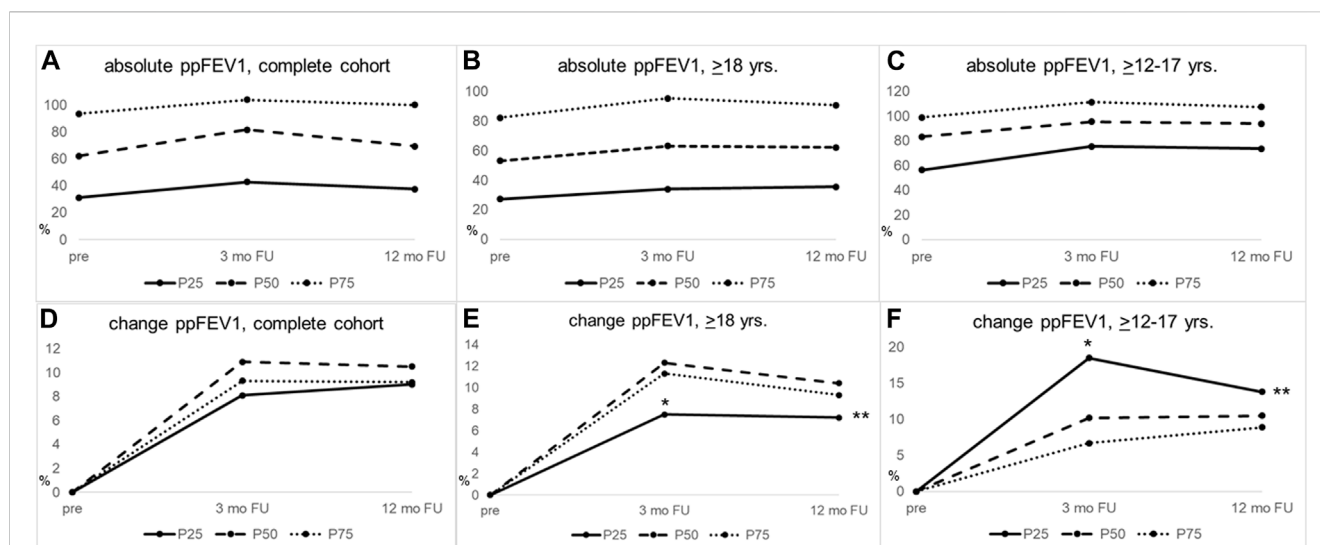 A
absolute ppFEV1, complete cohort
100
80
60
40
20
0
%
pre
3 mo FU
12 mo FU
P25
P50
P75
B
absolute ppFEV1, ≥18 yrs.
100
80
60
40
20
0
%
pre
3 mo FU
12 mo FU
P25
P50
P75
C
absolute ppFEV1, ≥12-17 yrs.
120
100
80
60
40
20
0
%
pre
3 mo FU
12 mo FU
P25
P50
P75
D
change ppFEV1, complete cohort
12
10
8
6
4
2
0
%
pre
3 mo FU
12 mo FU
P25
P50
P75
E
change ppFEV1, ≥18 yrs.
14
12
10
8
6
4
2
0
%
*
**
pre
3 mo FU
12 mo FU
P25
P50
P75
F
change ppFEV1, ≥12-17 yrs.
20
15
10
5
0
%
*
**
pre
3 mo FU
12 mo FU
P25
P50
P75